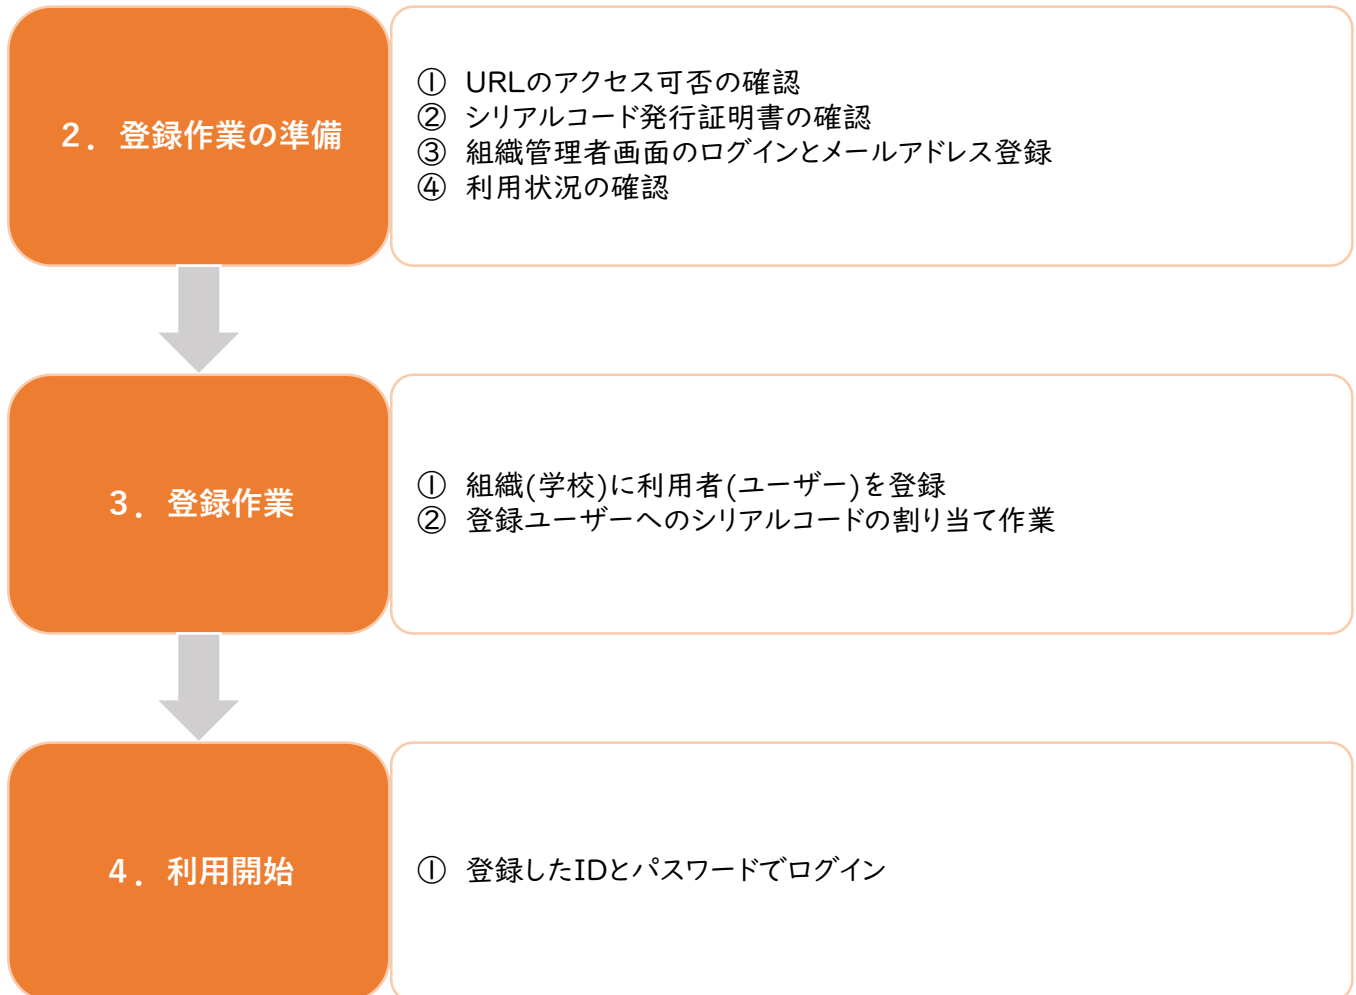 2．登録作業の準備
① URLのアクセス可否の確認
② シリアルコード発行証明書の確認
③ 組織管理者画面のログインとメールアドレス登録
④ 利用状況の確認
3．登録作業
① 組織(学校)に利用者(ユーザー)を登録
② 登録ユーザーへのシリアルコードの割り当て作業
4．利用開始
① 登録したIDとパスワードでログイン